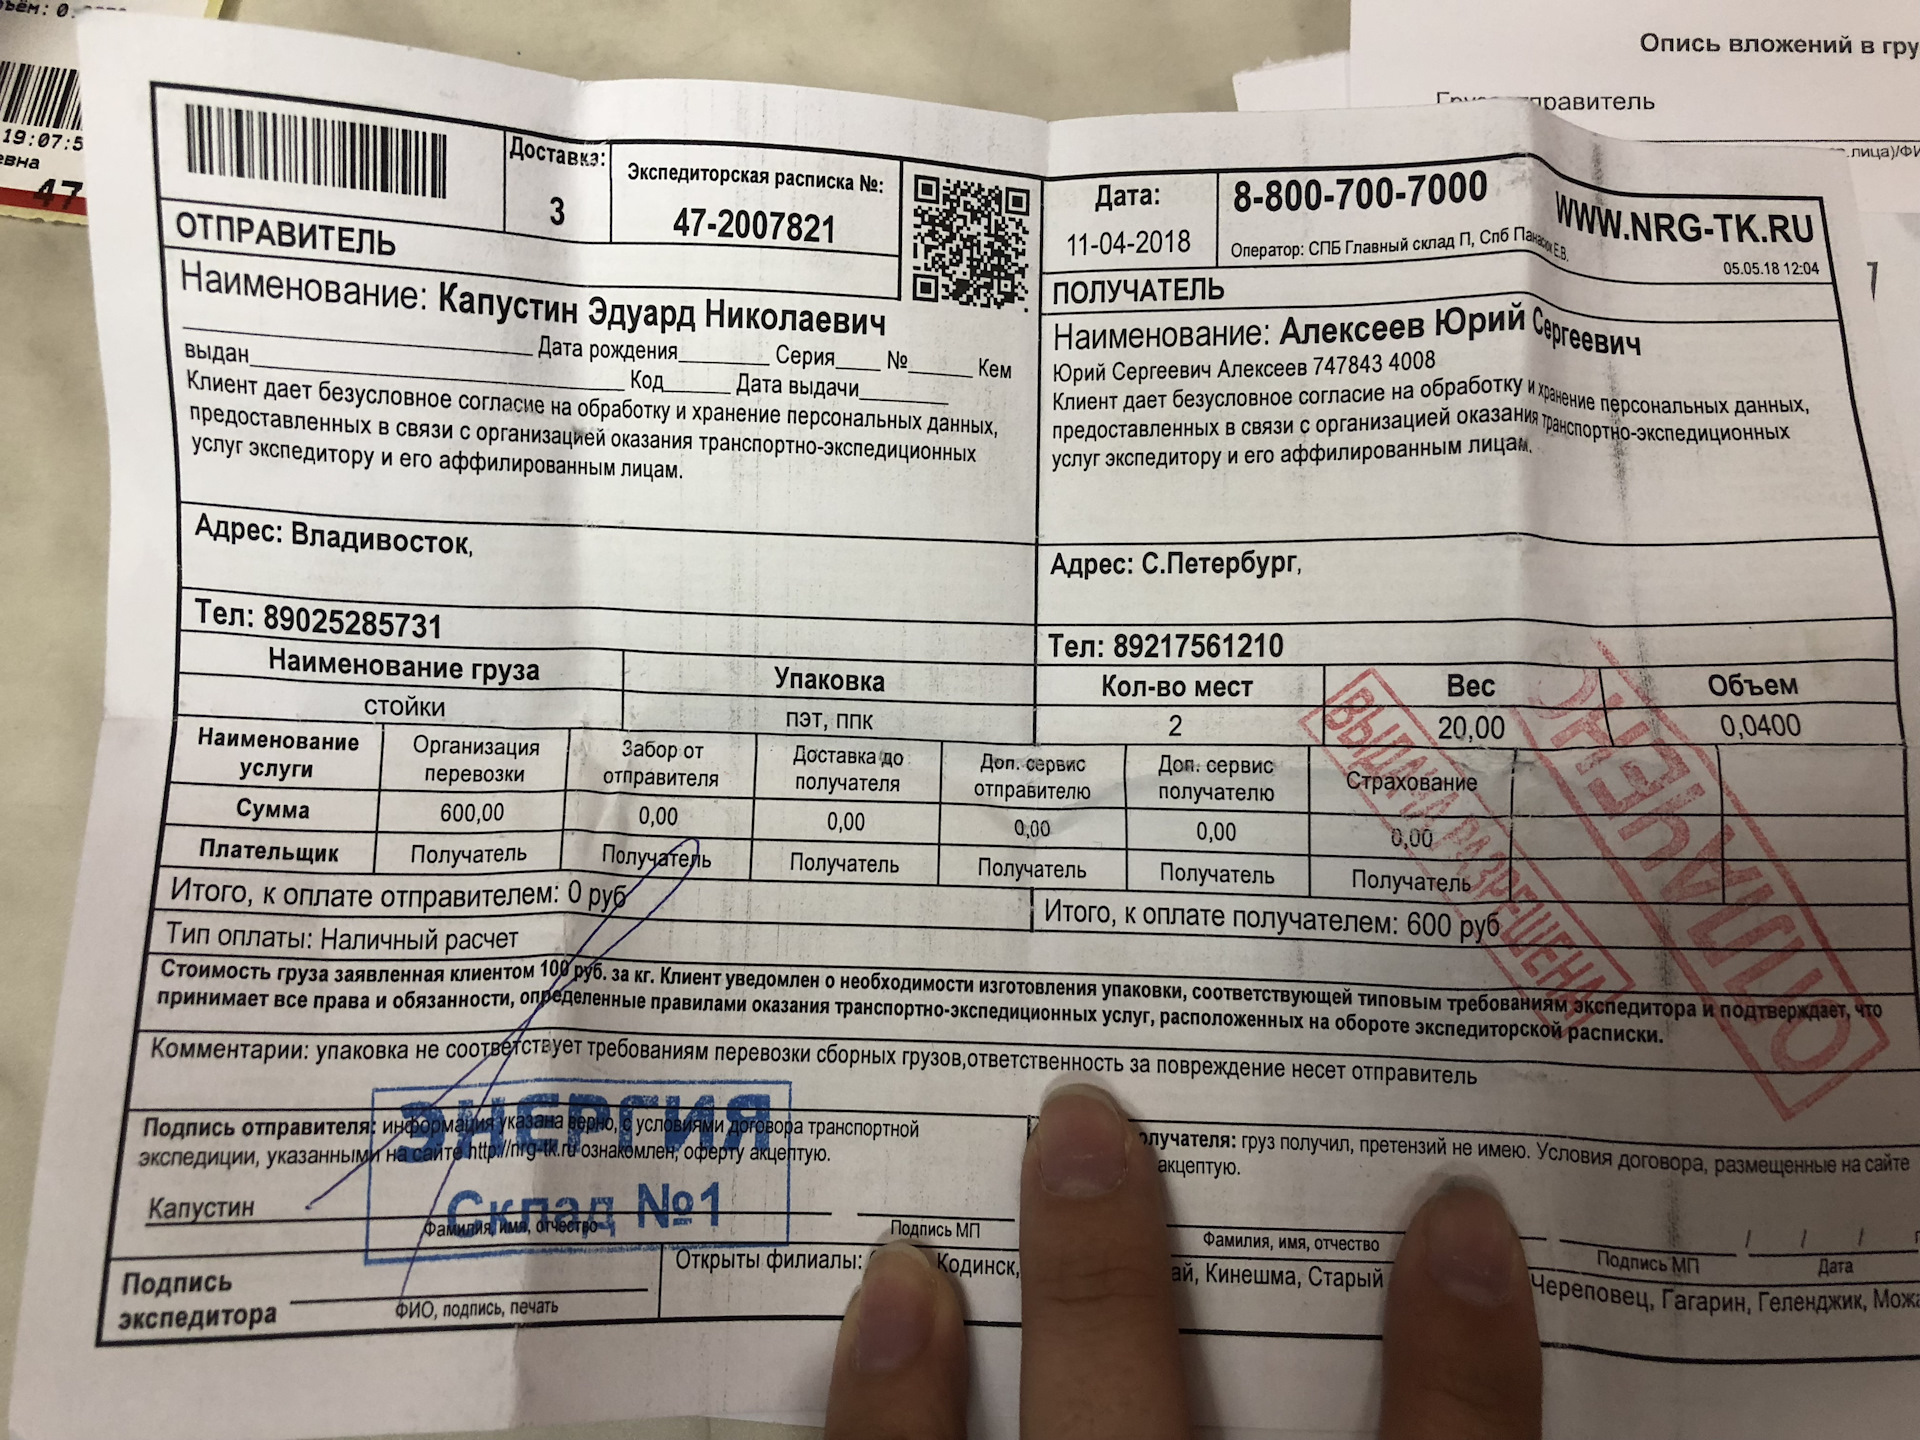 19:07:5
47
Опись вложений в гру
правитель
лица)/ФИ
Доставка:
3
Экспедиторская расписка №:
47-2007821
Дата:
11-04-2018
8-800-700-7000
Оператор: СПБ Главный склад П, Спб Панасюк Е.В.
WWW.NRG-TK.RU
05.05.18 12:04
ОТПРАВИТЕЛЬ
Наименование: Капустин Эдуард Николаевич
Дата рождения Серия № Кем
выдан Код Дата выдачи
Клиент дает безусловное согласие на обработку и хранение персональных данных,
предоставленных в связи с организацией оказания транспортно-экспедиционных
услуг экспедитору и его аффилированным лицам.
Адрес: Владивосток,
Тел: 89025285731
ПОЛУЧАТЕЛЬ
Наименование: Алексеев Юрий Сергеевич
Юрий Сергеевич Алексеев 747843 4008
Клиент дает безусловное согласие на обработку и хранение персональных данных,
предоставленных в связи с организацией оказания транспортно-экспедиционных
услуг экспедитору и его аффилированным лицам.
Адрес: С.Петербург,
Тел: 89217561210
Наименование груза Упаковка Кол-во мест Вес Объем
стойки ПЭТ, ППК 2 20,00 0,0400
Наименование услуги Организация перевозки Забор от отправителя Доставка до получателя Доп. сервис отправителю Доп. сервис получателю Страхование
Сумма 600,00 0,00 0,00 0,00 0,00 0,00
Плательщик Получатель Получатель Получатель Получатель Получатель Получатель
Итого, к оплате отправителем: 0 руб
Итого, к оплате получателем: 600 руб
Тип оплаты: Наличный расчет
Стоимость груза заявленная клиентом 100 руб. за кг. Клиент уведомлен о необходимости изготовления упаковки, соответствующей типовым требованиям экспедитора и подтверждает, что
принимает все права и обязанности, определенные правилами оказания транспортно-экспедиционных услуг, расположенных на обороте экспедиторской расписки.
Комментарии: упаковка не соответствует требованиям перевозки сборных грузов,ответственность за повреждение несет отправитель
ВЫДАЧА РАЗРЕШЕНА
ОПЛАЧЕНО
Подпись отправителя: информация указана верно, с условиями договора транспортной
экспедиции, указанными на сайте http://nrg-tk.ru ознакомлен, оферту акцептую.
Капустин
Фамилия, имя, отчество
Подпись МП
ЭНЕРГИЯ
Склад №1
олучателя: груз получил, претензий не имею. Условия договора, размещенные на сайте
акцептую.
Фамилия, имя, отчество
Подпись МП
/ / /
Дата
Подпись
экспедитора
ФИО, подпись, печать
Открыты филиалы: Кодинск, ай, Кинешма, Старый Череповец, Гагарин, Геленджик, Можа